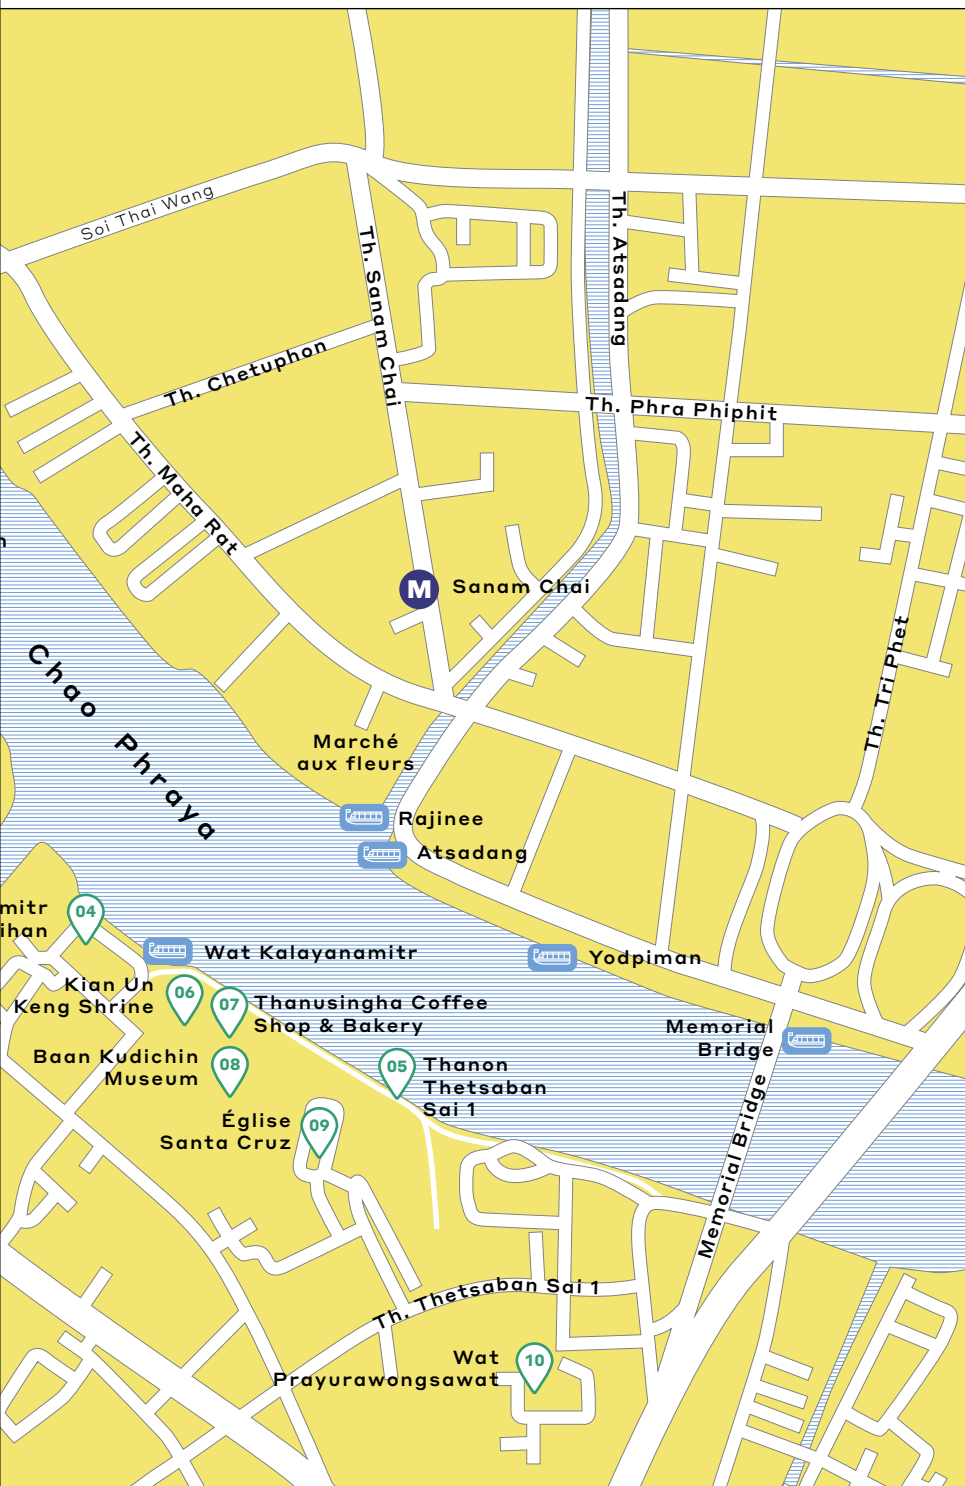 Soi Thai Wang
Th. Sanam Chai
Th. Atsadang
Th. Chetuphon
Th. Phra Phiphit
Th. Maha Rat
M
Sanam Chai
Th. Tri Phet
Chao Phraya
Marché
aux fleurs
Rajinee
Atsadang
mitr
ihan
04
Wat Kalayanamitr
Yodpiman
Kian Un
Keng Shrine
06
07
Thanusingha Coffee
Shop & Bakery
Memorial
Bridge
Baan Kudichin
Museum
08
05
Thanon
Thetsaban
Sai 1
Église
Santa Cruz
09
Memorial Bridge
Th. Thetsaban Sai 1
Wat
Prayurawongsawat
10